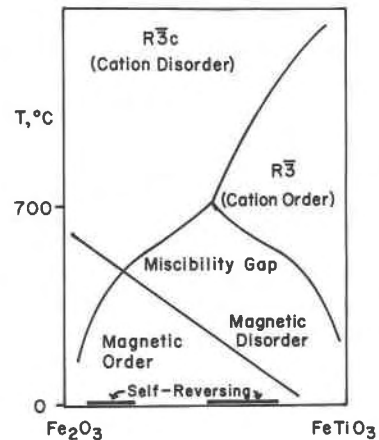 R3̅c
(Cation Disorder)
T,°C
R3̅
(Cation Order)
700
Miscibility Gap
Magnetic
Disorder
Magnetic
Order
Self-Reversing
0
Fe₂O₃
FeTiO₃